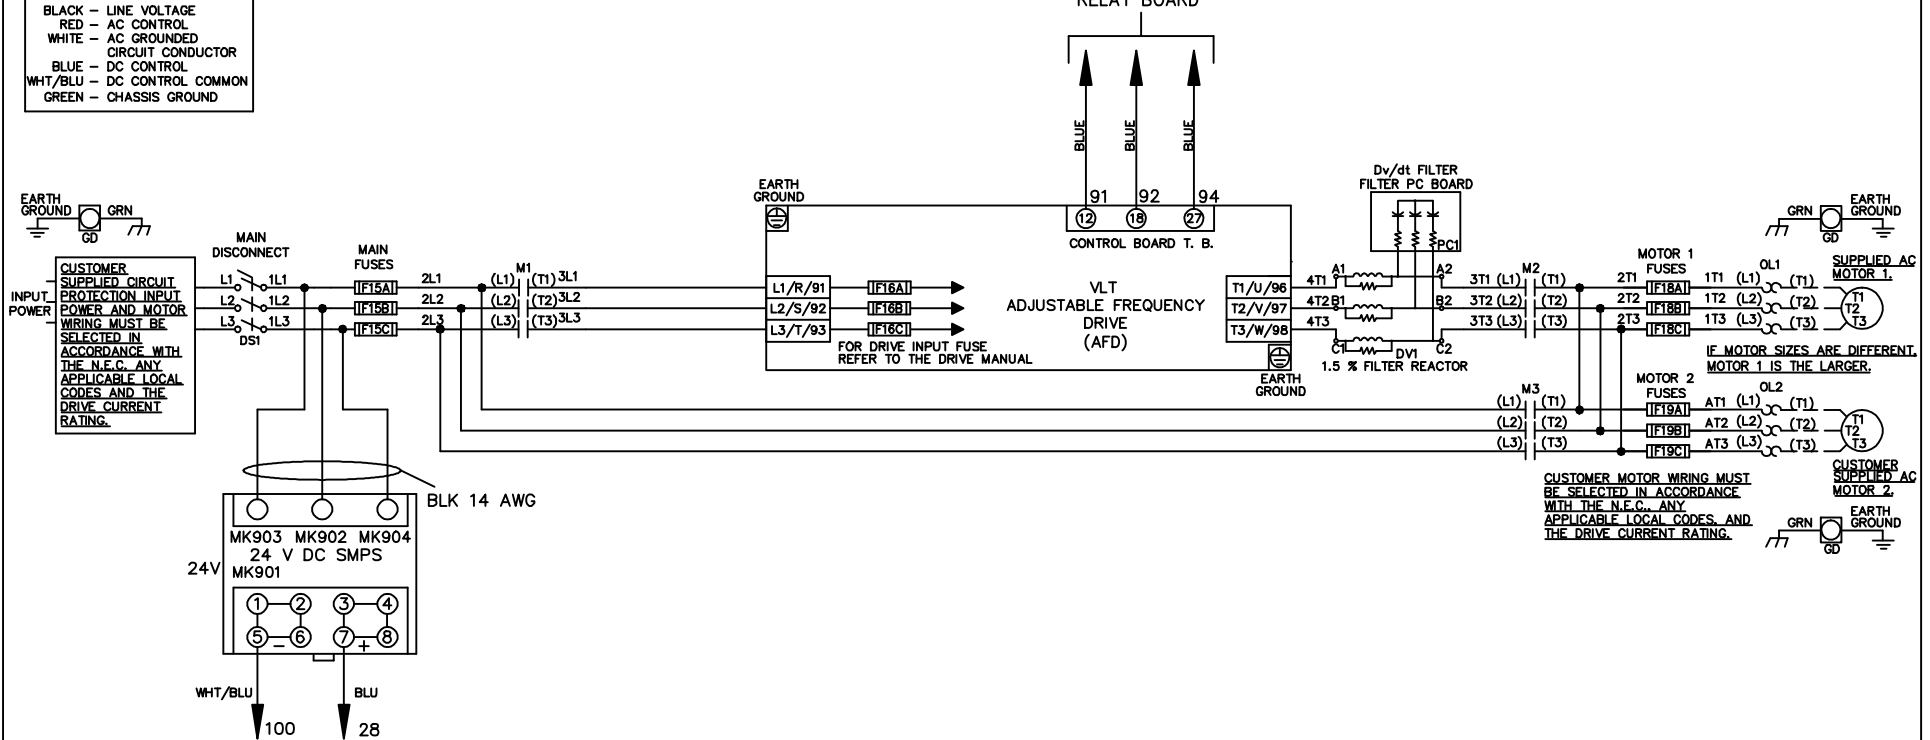 BLACK – LINE VOLTAGE
RED – AC CONTROL
WHITE – AC GROUNDED
CIRCUIT CONDUCTOR
BLUE – DC CONTROL
WHT/BLU – DC CONTROL COMMON
GREEN – CHASSIS GROUND
RELAY BOARD
BLUE
BLUE
BLUE
91
92
94
12
18
27
CONTROL BOARD T. B.
EARTH
GROUND
GRN
GD
INPUT
POWER
CUSTOMER
SUPPLIED CIRCUIT
PROTECTION INPUT
POWER AND MOTOR
WIRING MUST BE
SELECTED IN
ACCORDANCE WITH
THE N.E.C. ANY
APPLICABLE LOCAL
CODES AND THE
DRIVE CURRENT
RATING.
MAIN
DISCONNECT
L1 1L1
L2 1L2
L3 1L3
DS1
MAIN
FUSES
F15A
F15B
F15C
2L1
2L2
2L3
M1
(L1) (T1) 3L1
(L2) (T2) 3L2
(L3) (T3) 3L3
EARTH
GROUND
L1/R/91
L2/S/92
L3/T/93
F16A
F16B
F16C
FOR DRIVE INPUT FUSE
REFER TO THE DRIVE MANUAL
VLT
ADJUSTABLE FREQUENCY
DRIVE
(AFD)
T1/U/96
T2/V/97
T3/W/98
EARTH
GROUND
Dv/dt FILTER
FILTER PC BOARD
PC1
4T1
4T2
4T3
A1
B1
C1
A2
B2
C2
DV1
1.5 % FILTER REACTOR
M2
3T1 (L1) (T1)
3T2 (L2) (T2)
3T3 (L3) (T3)
MOTOR 1
FUSES
2T1 F18A 1T1 (L1)
2T2 F18B 1T2 (L2)
2T3 F18C 1T3 (L3)
OL1
(T1)
(T2)
(T3)
GRN
GD
EARTH
GROUND
SUPPLIED AC
MOTOR 1.
T1
T2
T3
IF MOTOR SIZES ARE DIFFERENT,
MOTOR 1 IS THE LARGER.
M3
(L1) (T1)
(L2) (T2)
(L3) (T3)
MOTOR 2
FUSES
F19A AT1 (L1)
F19B AT2 (L2)
F19C AT3 (L3)
OL2
(T1)
(T2)
(T3)
T1
T2
T3
CUSTOMER
SUPPLIED AC
MOTOR 2.
CUSTOMER MOTOR WIRING MUST
BE SELECTED IN ACCORDANCE
WITH THE N.E.C., ANY
APPLICABLE LOCAL CODES, AND
THE DRIVE CURRENT RATING.
GRN
GD
EARTH
GROUND
BLK 14 AWG
MK903 MK902 MK904
24 V DC SMPS
24V
MK901
1 2 3 4
5 6 7 8
– +
WHT/BLU
BLU
100
28